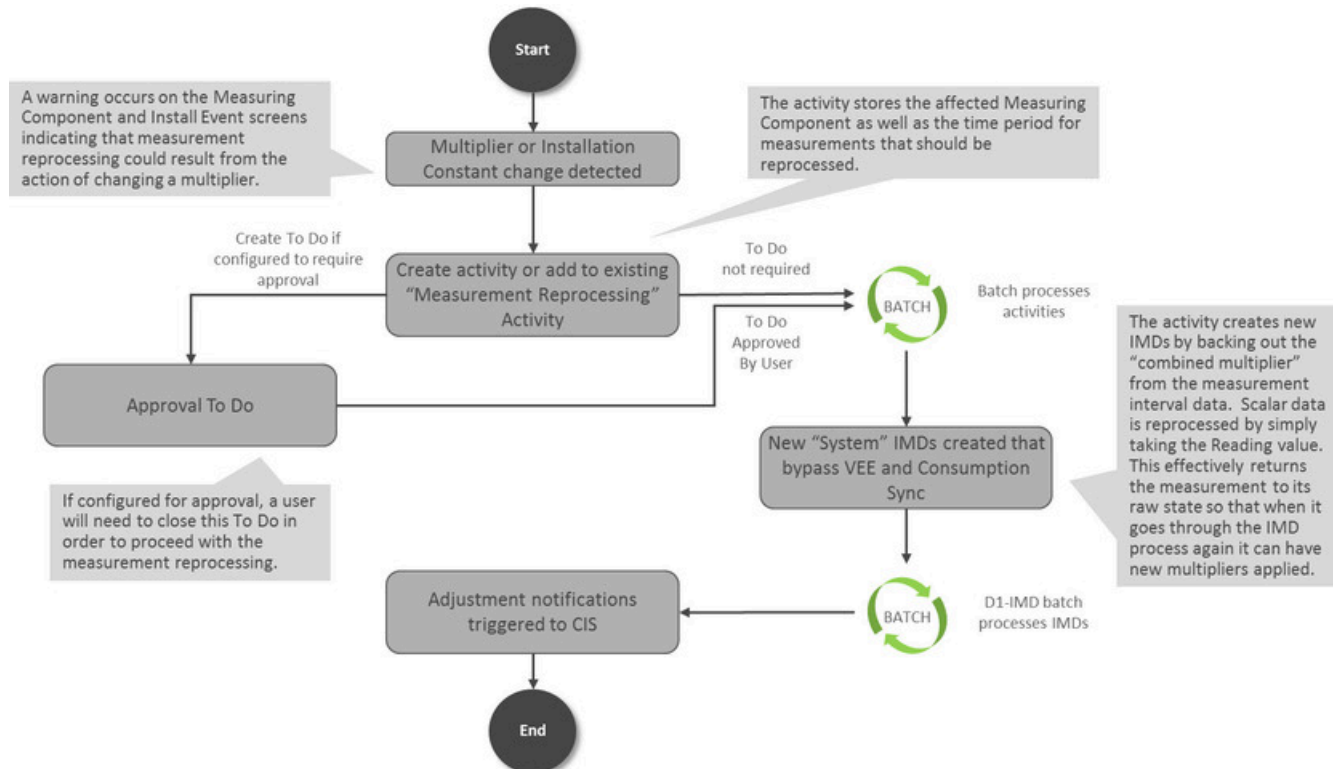 Start
A warning occurs on the Measuring
Component and Install Event screens
indicating that measurement
reprocessing could result from the
action of changing a multiplier.
The activity stores the affected Measuring
Component as well as the time period for
measurements that should be
reprocessed.
Multiplier or Installation
Constant change detected
Create To Do if
configured to require
approval
Create activity or add to existing
“Measurement Reprocessing”
Activity
To Do
not required
To Do
Approved
By User
BATCH
Batch processes
activities
Approval To Do
The activity creates new
IMDs by backing out the
“combined multiplier”
from the measurement
interval data. Scalar data
is reprocessed by simply
taking the Reading value.
This effectively returns
the measurement to its
raw state so that when it
goes through the IMD
process again it can have
new multipliers applied.
New “System” IMDs created that
bypass VEE and Consumption
Sync
If configured for approval, a user
will need to close this To Do in
order to proceed with the
measurement reprocessing.
Adjustment notifications
triggered to CIS
BATCH
D1-IMD batch
processes IMDs
End